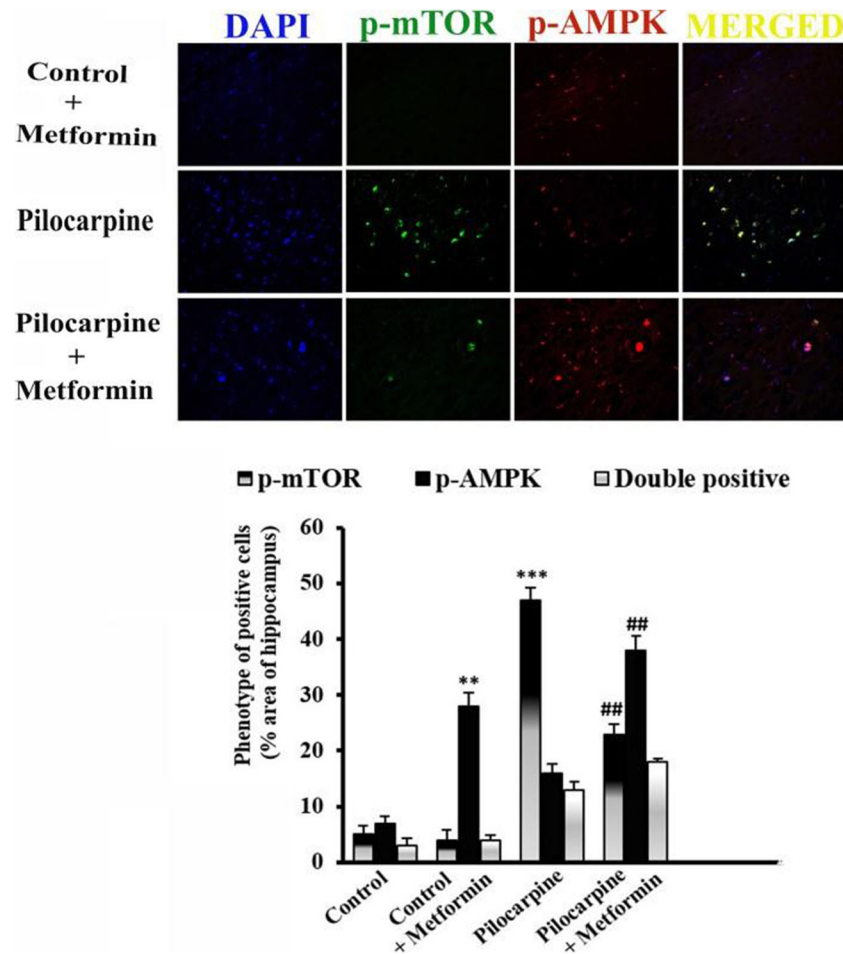 DAPI p-mTOR p-AMPK MERGED
Control
+
Metformin
Pilocarpine
Pilocarpine
+
Metformin
p-mTOR p-AMPK Double positive
Phenotype of positive cells
(% area of hippocampus)
60
50
40
30
20
10
0
**
***
##
##
Control
Control
+ Metformin
Pilocarpine
Pilocarpine
+ Metformin